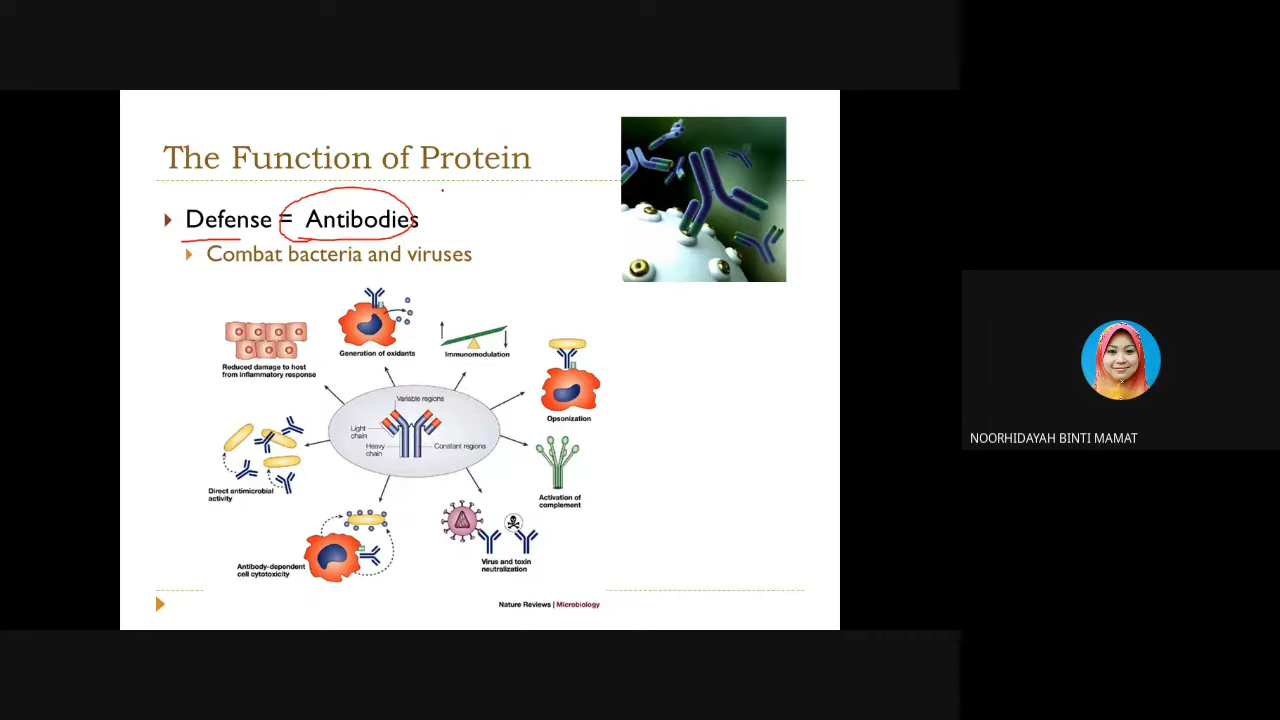 The Function of Protein
Defense = Antibodies
Combat bacteria and viruses
Generation of oxidants
Immunomodulation
Reduced damage to host
from inflammatory response
Opsonization
Variable regions
Light
chain
Heavy
chain
Constant regions
Direct antimicrobial
activity
Activation of
complement
Antibody-dependent
cell cytotoxicity
Virus and toxin
neutralization
Nature Reviews | Microbiology
NOORHIDAYAH BINTI MAMAT